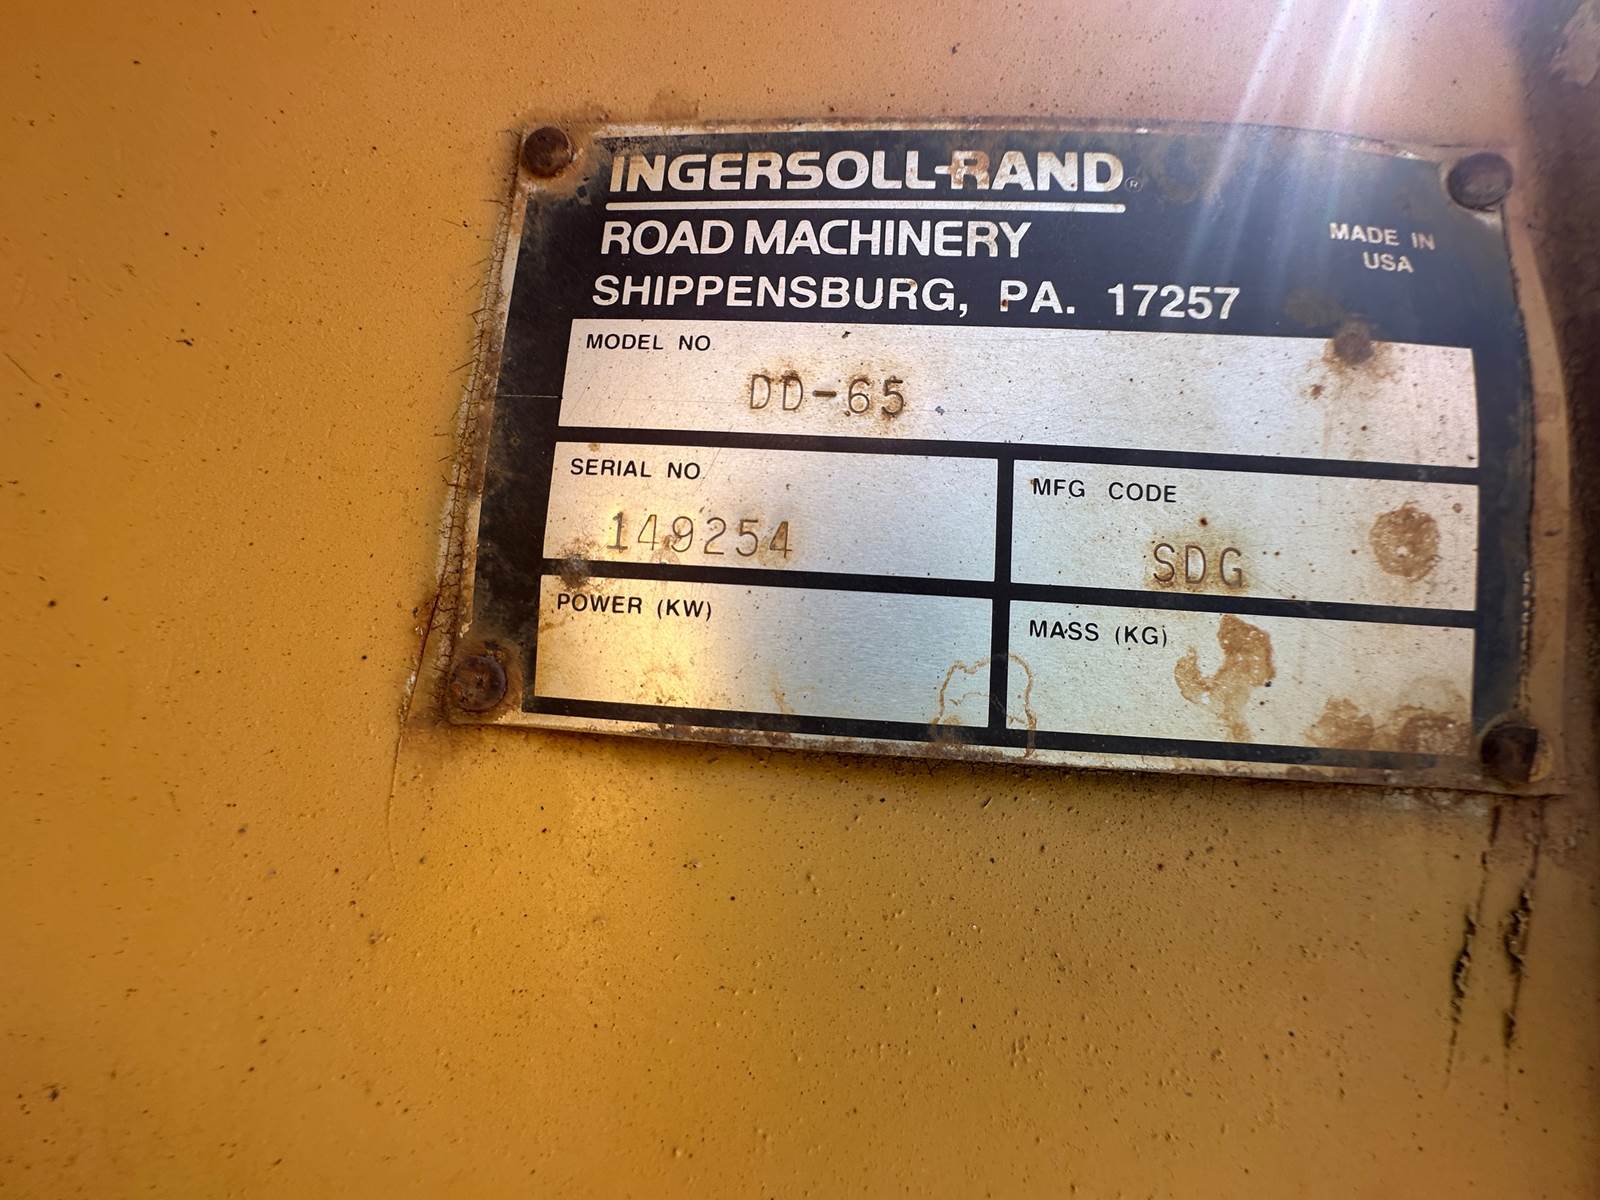 INGERSOLL-RAND®
ROAD MACHINERY
SHIPPENSBURG, PA. 17257
MADE IN
USA
MODEL NO
DD-65
SERIAL NO
149254
MFG CODE
SDG
POWER (KW)
MASS (KG)